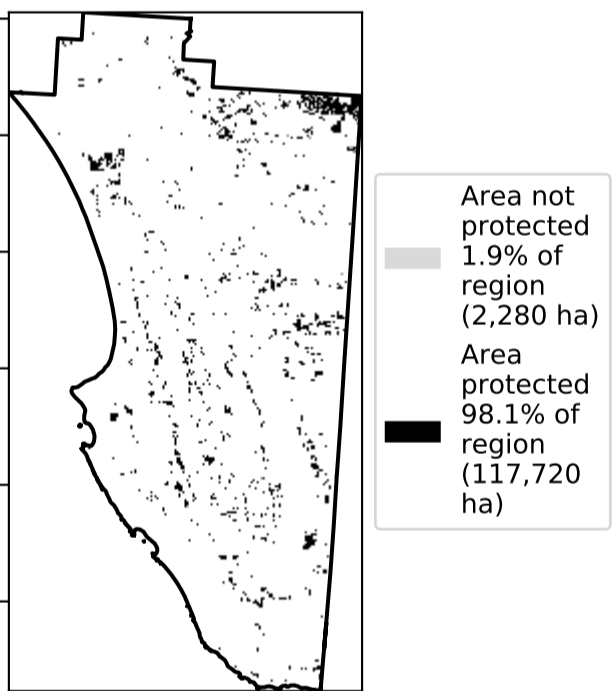 Area not
protected
1.9% of
region
(2,280 ha)
Area
protected
98.1% of
region
(117,720
ha)